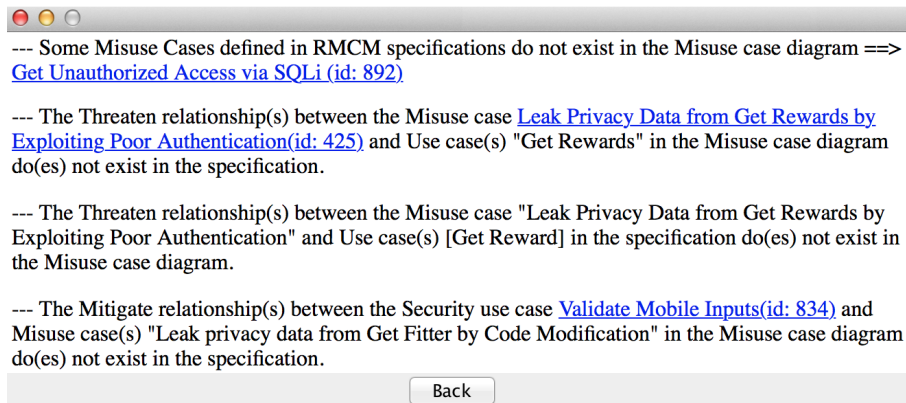 --- Some Misuse Cases defined in RMCM specifications do not exist in the Misuse case diagram ==>
Get Unauthorized Access via SQLi (id: 892)
--- The Threaten relationship(s) between the Misuse case Leak Privacy Data from Get Rewards by
Exploiting Poor Authentication(id: 425) and Use case(s) "Get Rewards" in the Misuse case diagram
do(es) not exist in the specification.
--- The Threaten relationship(s) between the Misuse case "Leak Privacy Data from Get Rewards by
Exploiting Poor Authentication" and Use case(s) [Get Reward] in the specification do(es) not exist in
the Misuse case diagram.
--- The Mitigate relationship(s) between the Security use case Validate Mobile Inputs(id: 834) and
Misuse case(s) "Leak privacy data from Get Fitter by Code Modification" in the Misuse case diagram
do(es) not exist in the specification.
Back